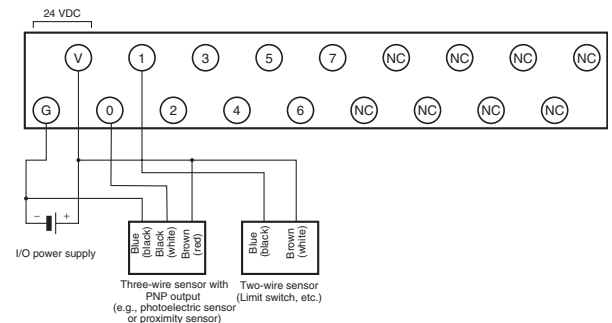 24 VDC
V 1 3 5 7 NC NC NC NC
G 0 2 4 6 NC NC NC NC
− +
I/O power supply
Blue
(black)
Black
(white)
Brown
(red)
Blue
(black)
Brown
(white)
Three-wire sensor with
PNP output
(e.g., photoelectric sensor
or proximity sensor)
Two-wire sensor
(Limit switch, etc.)